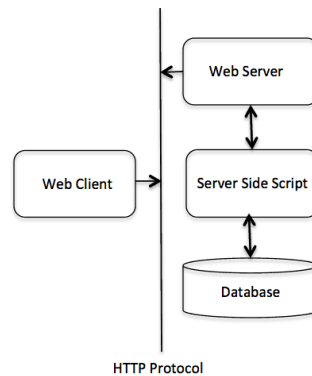 Web Server
Web Client
Server Side Script
Database
HTTP Protocol